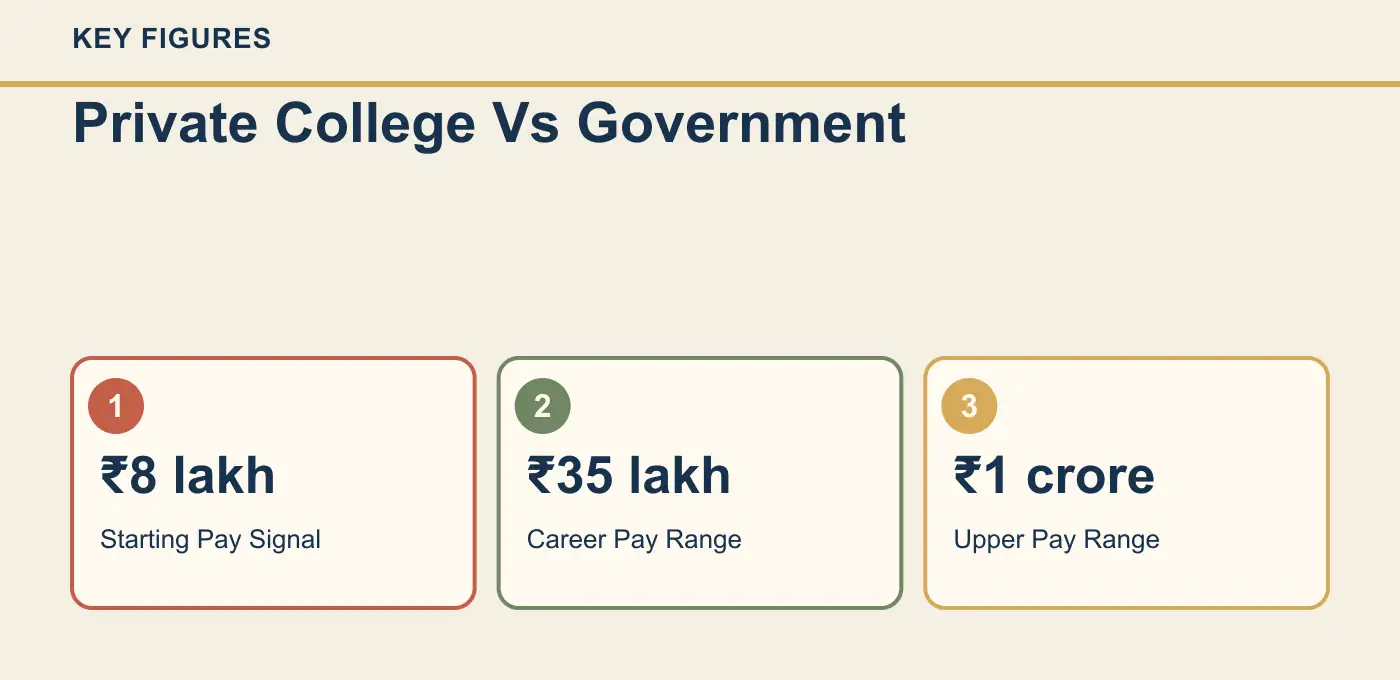 KEY FIGURES
Private College Vs Government
1
₹8 lakh
Starting Pay Signal
2
₹35 lakh
Career Pay Range
3
₹1 crore
Upper Pay Range